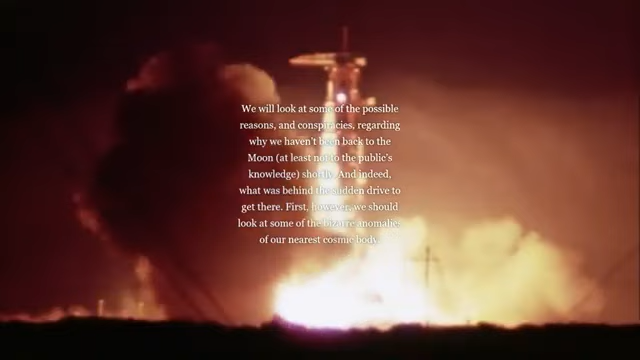 We will look at some of the possible
reasons, and conspiracies, regarding
why we haven't been back to the
Moon (at least not to the public's
knowledge) shortly. And indeed,
what was behind the sudden drive to
get there. First, however, we should
look at some of the bizarre anomalies
of our nearest cosmic body.